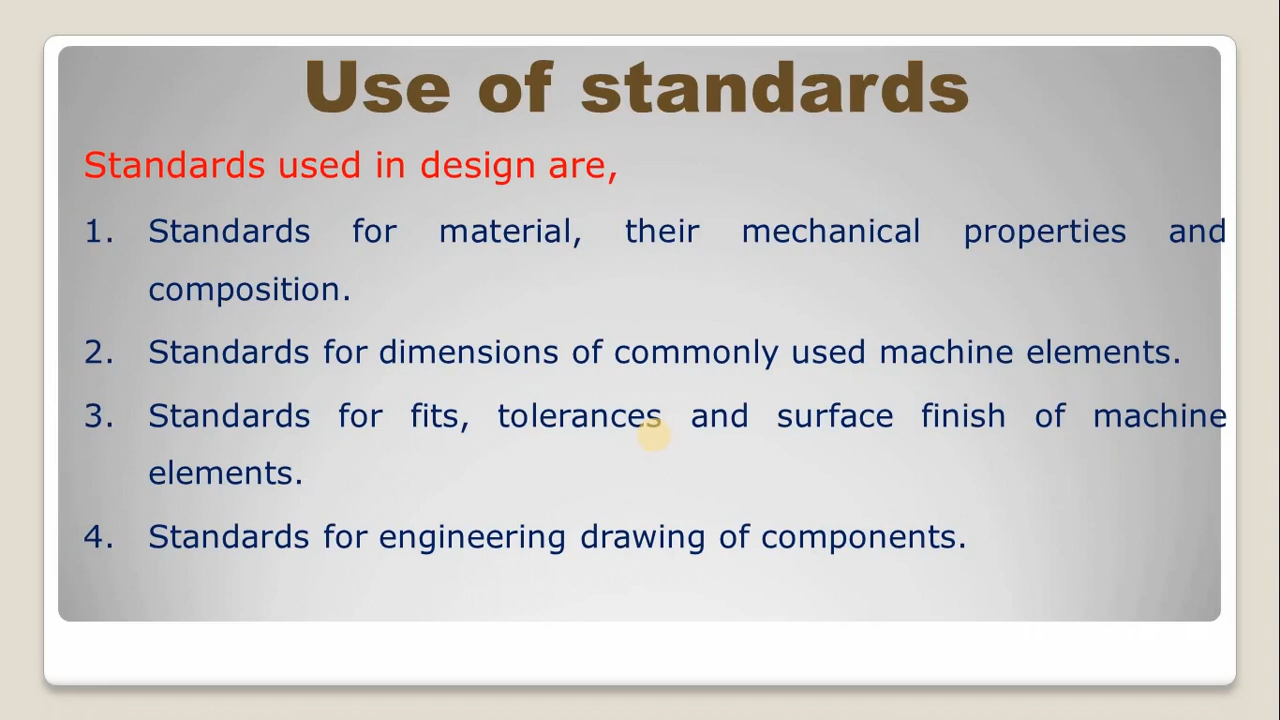 Use of standards
Standards used in design are,
1. Standards for material, their mechanical properties and
composition.
2. Standards for dimensions of commonly used machine elements.
3. Standards for fits, tolerances and surface finish of machine
elements.
4. Standards for engineering drawing of components.